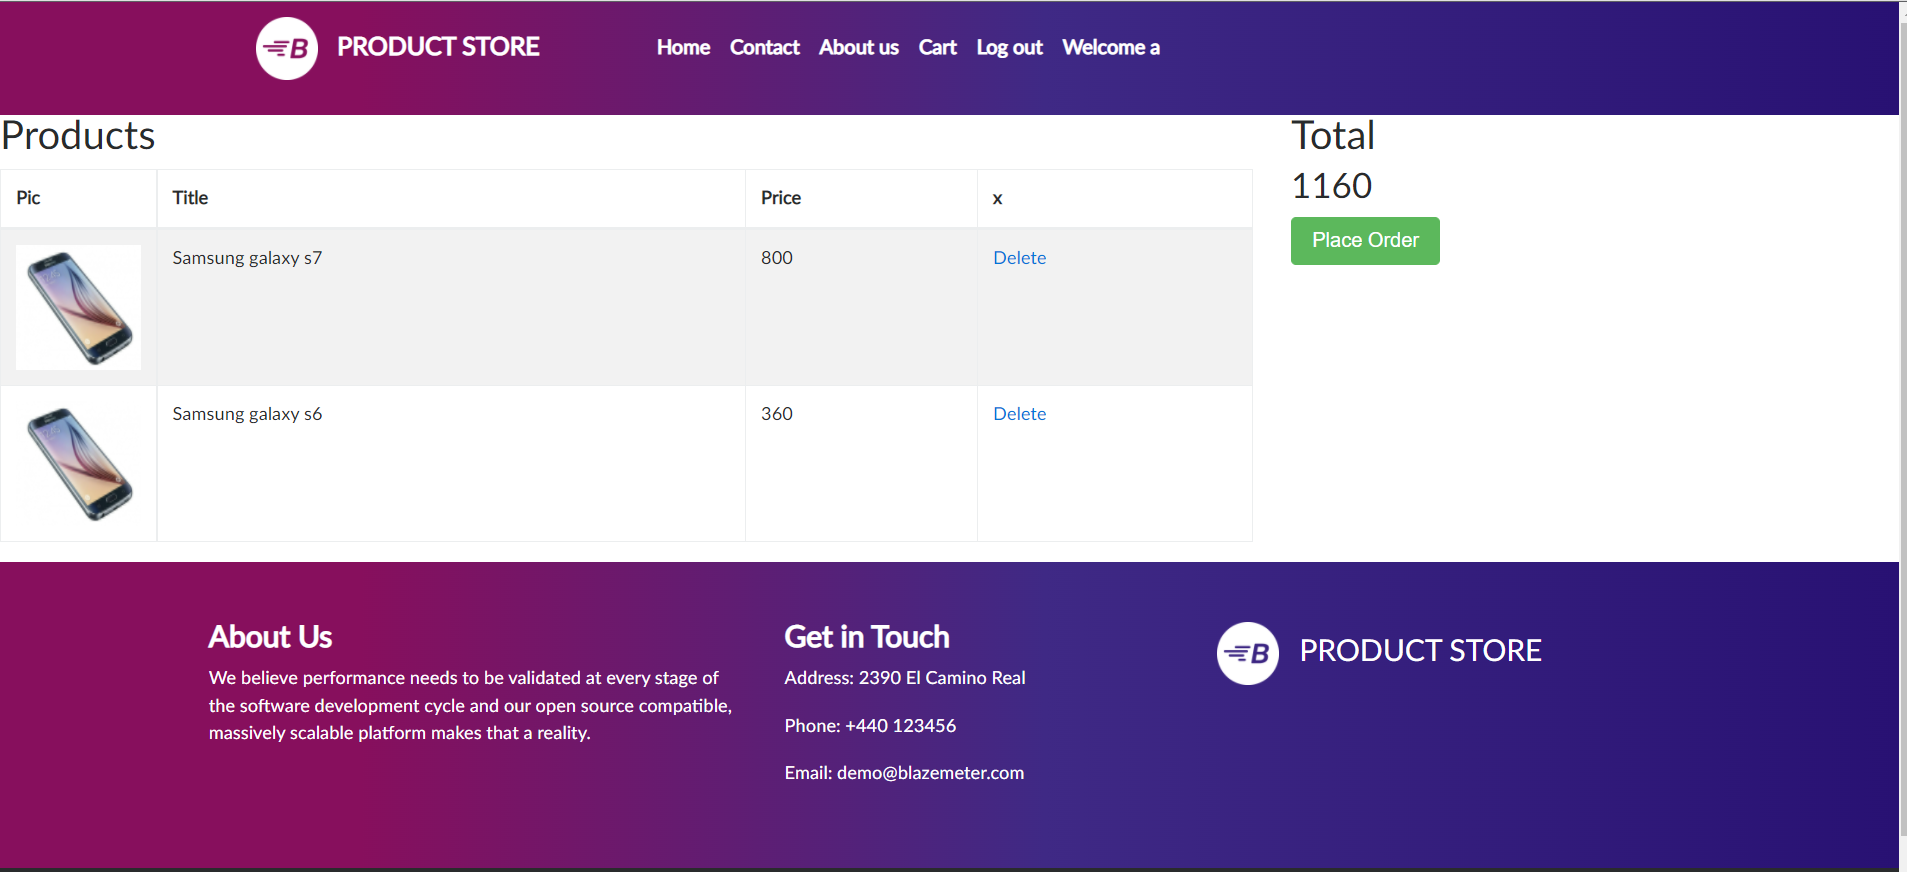 B PRODUCT STORE Home Contact About us Cart Log out Welcome a
Products
Total
1160
Place Order
Pic Title Price x
Samsung galaxy s7 800 Delete
Samsung galaxy s6 360 Delete
About Us
We believe performance needs to be validated at every stage of
the software development cycle and our open source compatible,
massively scalable platform makes that a reality.
Get in Touch
Address: 2390 El Camino Real
Phone: +440 123456
Email: demo@blazemeter.com
B PRODUCT STORE